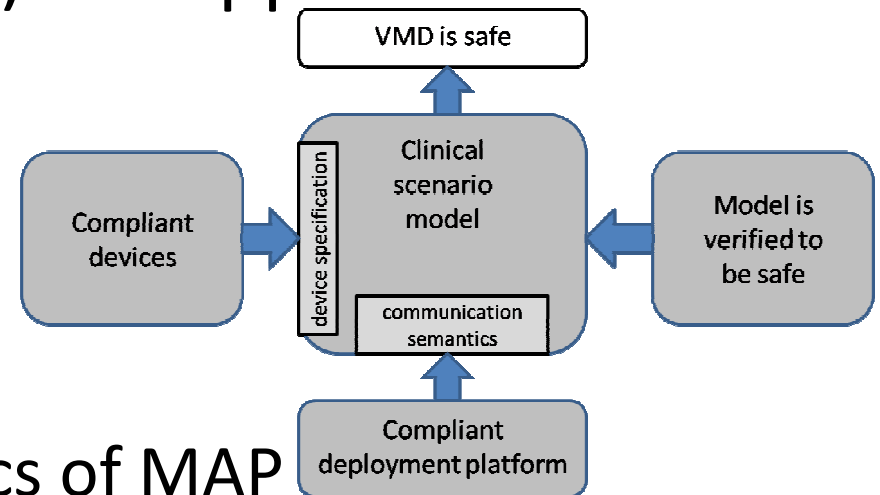 VMD is safe
Clinical
scenario
model
device specification
Compliant
devices
Model is
verified to
be safe
communication
semantics
Compliant
deployment platform
cs of MAP